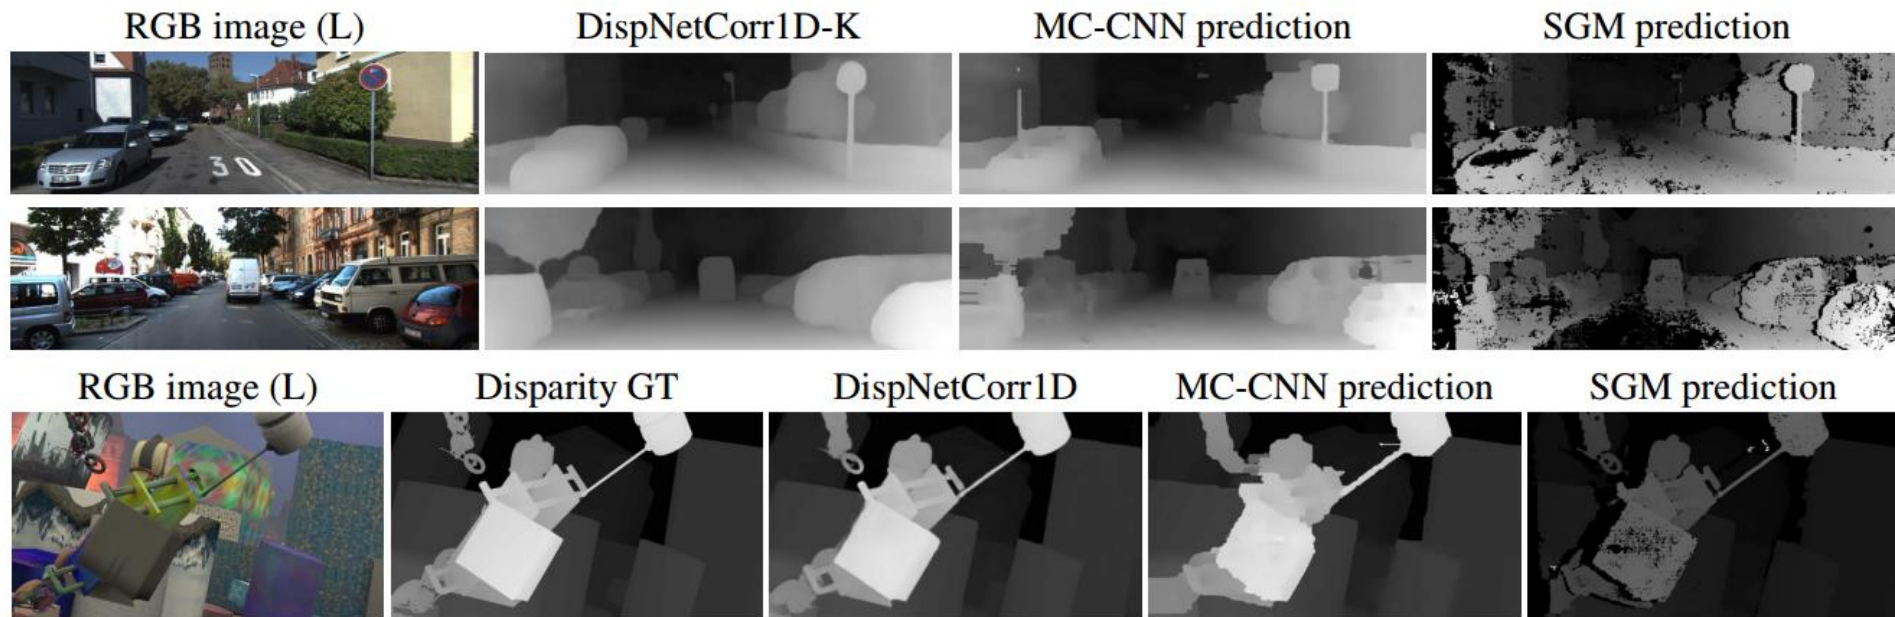 RGB image (L) DispNetCorr1D-K MC-CNN prediction SGM prediction
30
RGB image (L) Disparity GT DispNetCorr1D MC-CNN prediction SGM prediction